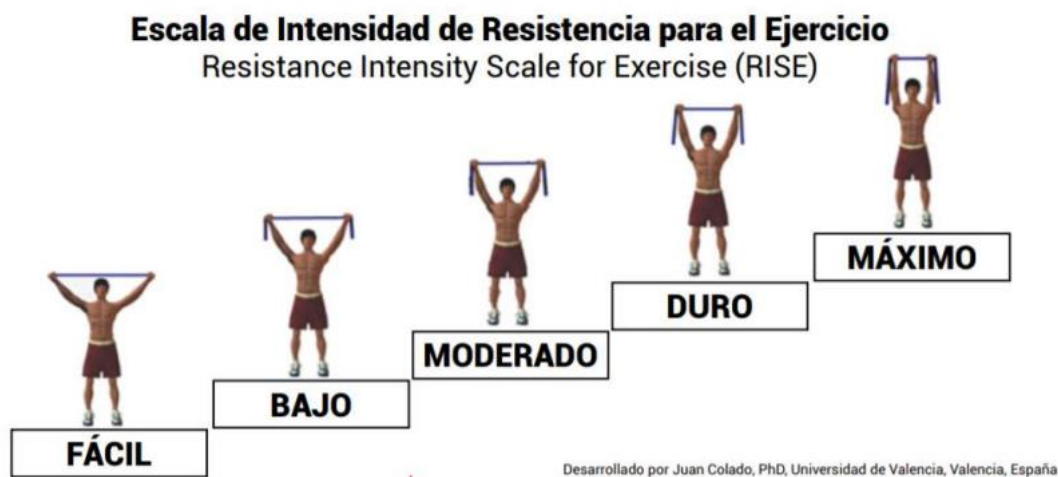 Escala de Intensidad de Resistencia para el Ejercicio
Resistance Intensity Scale for Exercise (RISE)
FÁCIL
BAJO
MODERADO
DURO
MÁXIMO
Desarrollado por Juan Colado, PhD, Universidad de Valencia, Valencia, España